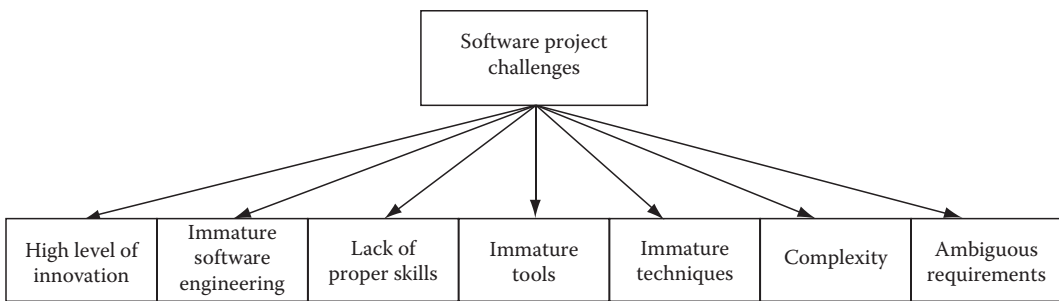 Software project
challenges
High level of
innovation
Immature
software
engineering
Lack of
proper skills
Immature
tools
Immature
techniques
Complexity
Ambiguous
requirements